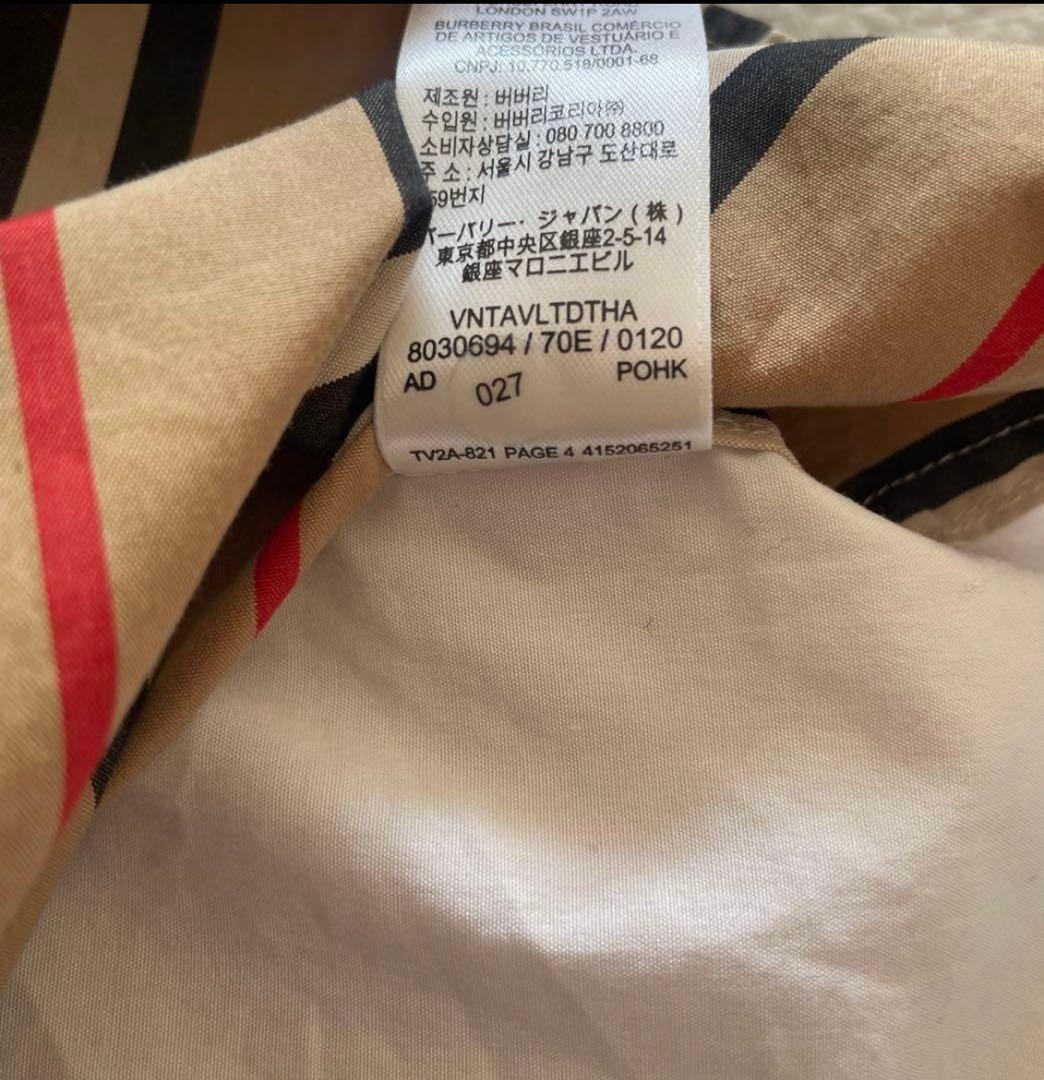 LONDON SW1P 2AW
BURBERRY BRASIL COMÉRCIO
DE ARTIGOS DE VESTUÁRIO E
ACESSÓRIOS LTDA.
CNPJ: 10.770.518/0001-68
제조원 : 버버리
수입원 : 버버리코리아(주)
소비자상담실 : 080 700 8800
주 소 : 서울시 강남구 도산대로
59번지
バーバリー・ジャパン(株)
東京都中央区銀座2-5-14
銀座マロニエビル
VNTAVLTDTHA
8030694 / 70E / 0120
AD 027 POHK
TV2A-821 PAGE 4 4152065251